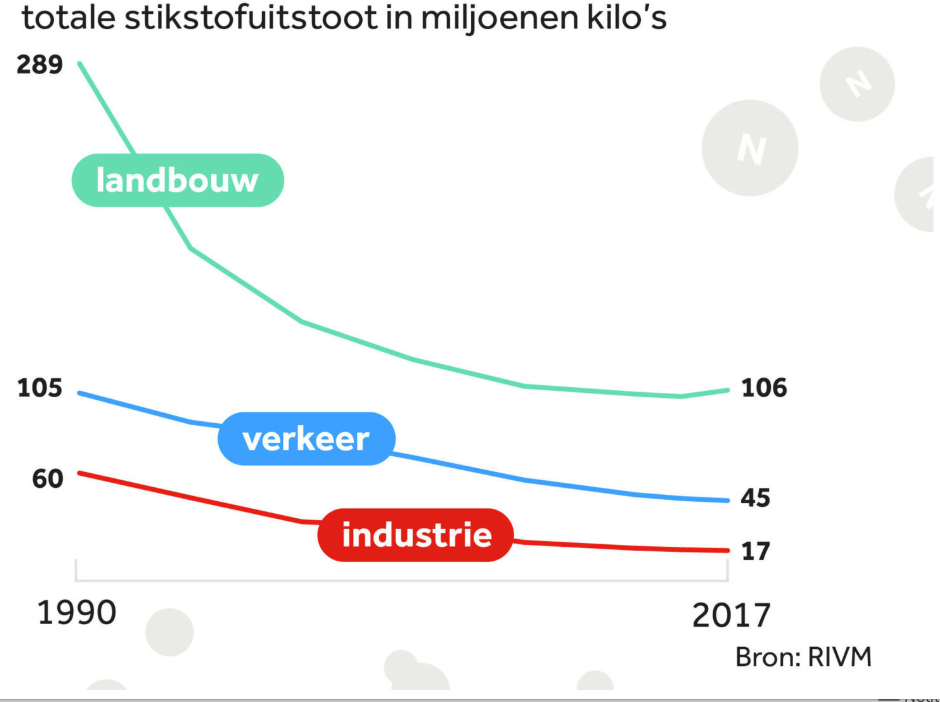 totale stikstofuitstoot in miljoenen kilo's
289
N
N
N
landbouw
105
106
verkeer
60
45
industrie
17
1990
2017
Bron: RIVM